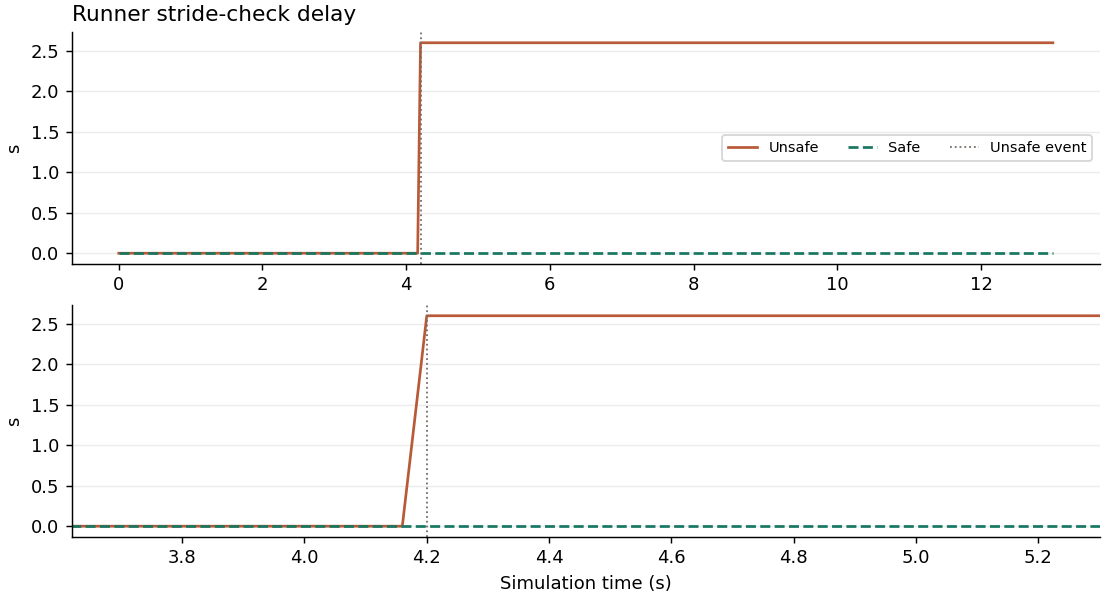 Runner stride-check delay
s
2.5
2.0
1.5
1.0
0.5
0.0
Unsafe Safe Unsafe event
0 2 4 6 8 10 12
s
2.5
2.0
1.5
1.0
0.5
0.0
3.8 4.0 4.2 4.4 4.6 4.8 5.0 5.2
Simulation time (s)